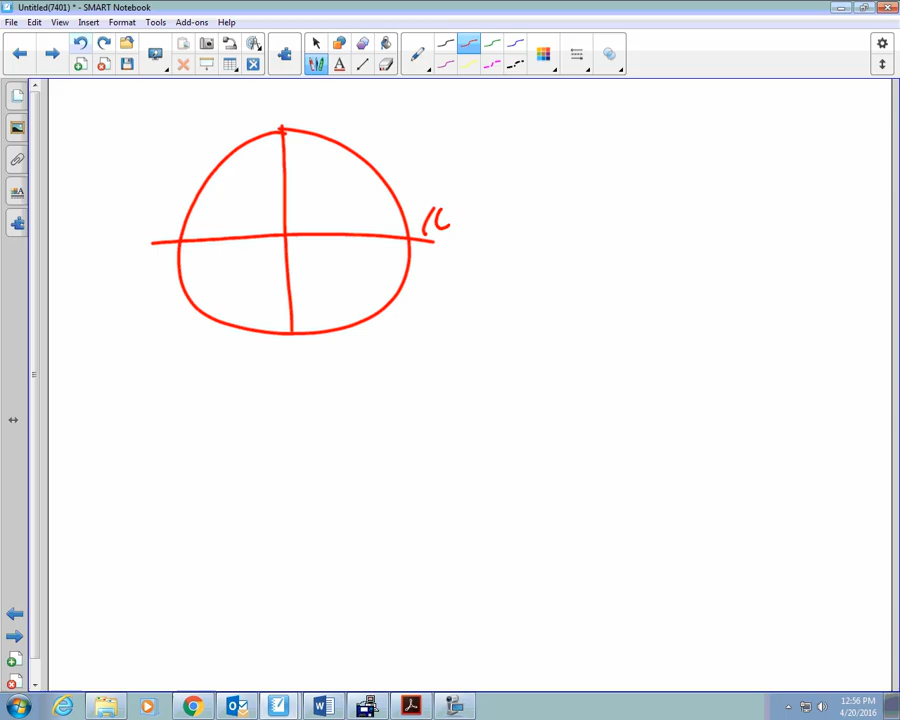 Untitled(7401) * - SMART Notebook
File Edit View Insert Format Tools Add-ons Help
12:56 PM
4/20/2016